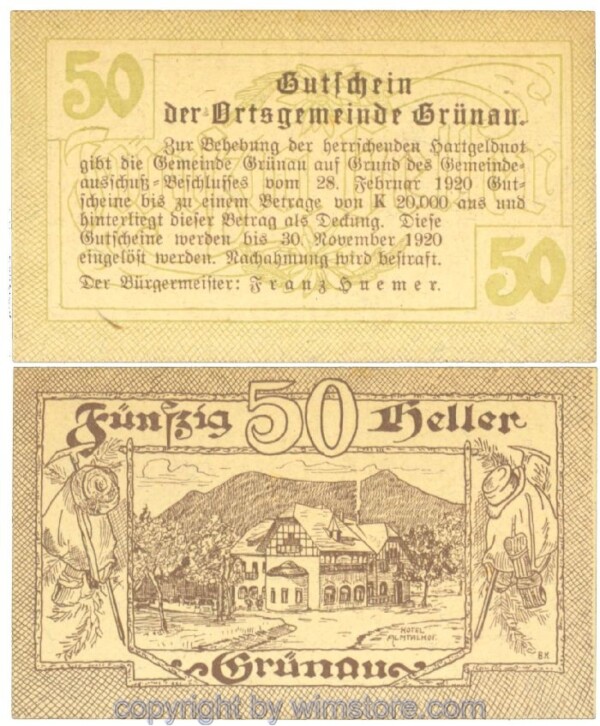 50
Gutschein
der Ortsgemeinde Grünau.
Zur Behebung der herrschenden Hartgeldnot
gibt die Gemeinde Grünau auf Grund des Gemeinde-
ausschuß-Beschlusses vom 28. Februar 1920 Gut-
scheine bis zu einem Betrage von K 20,000 aus und
hinterliegt dieser Betrag als Deckung. Diese
Gutscheine werden bis 30. November 1920
eingelöst werden. Nachahmung wird bestraft.
Der Bürgermeister: Franz Huemer.
50
Fünfzig 50 Heller
HOTEL
ALMTALHOF.
BK
Grünau
copyright by wimstore.com